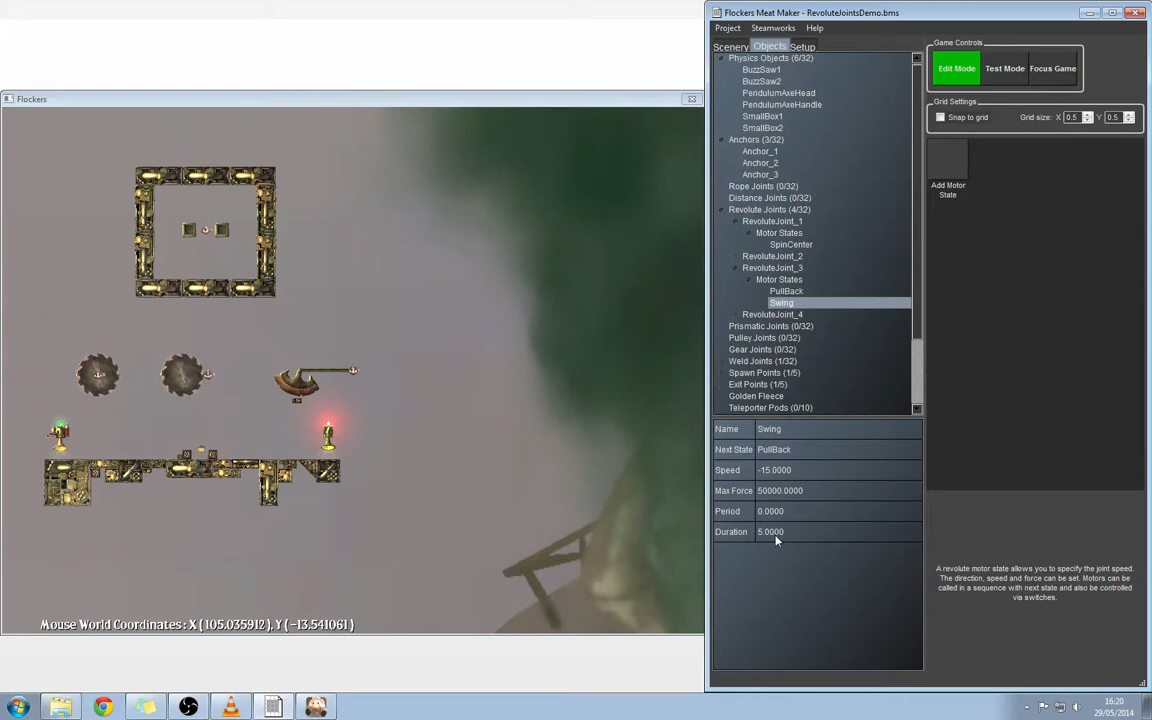 Flockers Meat Maker - RevoluteJointsDemo.bms
Project Steamworks Help
Scenery Objects Setup
Game Controls
Edit Mode Test Mode Focus Game
Grid Settings
Snap to grid Grid size: X 0.5 Y 0.5
Flockers
Physics Objects (6/32)
BuzzSaw1
BuzzSaw2
PendulumAxeHead
PendulumAxeHandle
SmallBox1
SmallBox2
Anchors (3/32)
Anchor_1
Anchor_2
Anchor_3
Rope Joints (0/32)
Distance Joints (0/32)
Revolute Joints (4/32)
RevoluteJoint_1
Motor States
SpinCenter
RevoluteJoint_2
RevoluteJoint_3
Motor States
PullBack
Swing
RevoluteJoint_4
Prismatic Joints (0/32)
Pulley Joints (0/32)
Gear Joints (0/32)
Weld Joints (1/32)
Spawn Points (1/5)
Exit Points (1/5)
Golden Fleece
Teleporter Pods (0/10)
Add Motor
State
Name Swing
Next State PullBack
Speed -15.0000
Max Force 50000.0000
Period 0.0000
Duration 5.0000
A revolute motor state allows you to specify the joint speed.
The direction, speed and force can be set. Motors can be
called in a sequence with next state and also be controlled
via switches.
Mouse World Coordinates : X ( 105.035912), Y (-13.541061)
16:20
29/05/2014